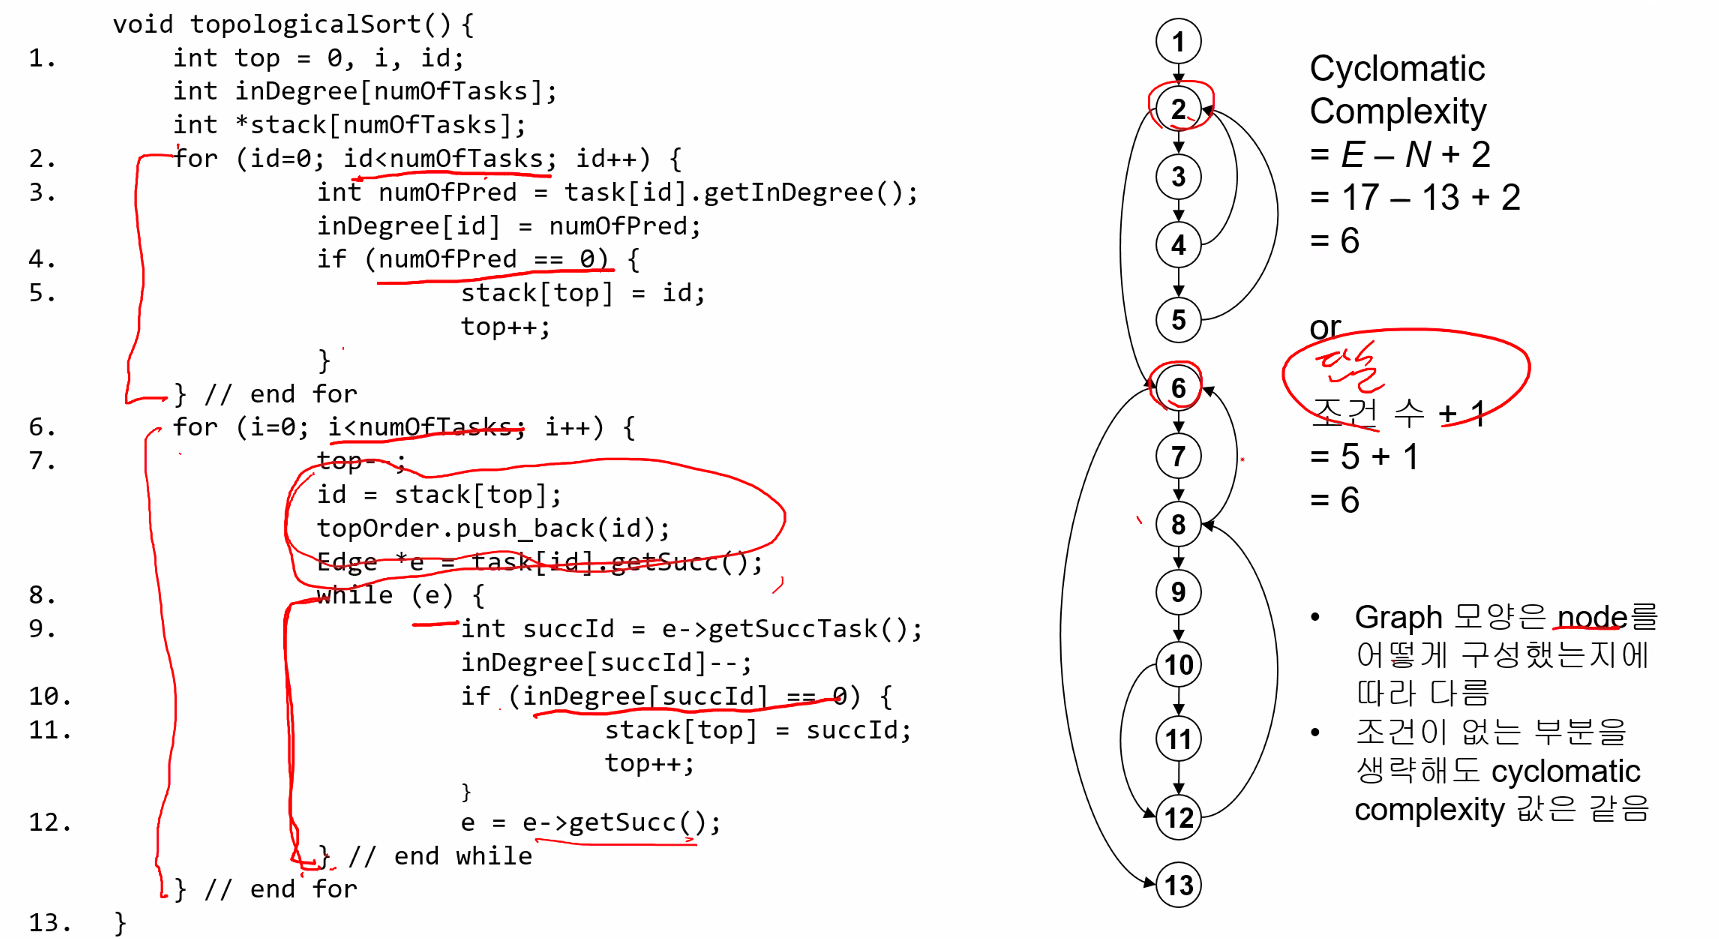 void topologicalSort() {
1. int top = 0, i, id;
int inDegree[numOfTasks];
int *stack[numOfTasks];
2. for (id=0; id<numOfTasks; id++) {
3. int numOfPred = task[id].getInDegree();
inDegree[id] = numOfPred;
4. if (numOfPred == 0) {
5. stack[top] = id;
top++;
}
} // end for
6. for (i=0; i<numOfTasks; i++) {
7. top--;
id = stack[top];
topOrder.push_back(id);
Edge *e = task[id].getSucc();
8. while (e) {
9. int succId = e->getSuccTask();
inDegree[succId]--;
10. if (inDegree[succId] == 0) {
11. stack[top] = succId;
top++;
}
12. e = e->getSucc();
} // end while
} // end for
13. }
1
2
3
4
5
6
7
8
9
10
11
12
13
Cyclomatic
Complexity
= E – N + 2
= 17 – 13 + 2
= 6
or
조건 수 + 1
= 5 + 1
= 6
• Graph 모양은 node를
어떻게 구성했는지에
따라 다름
• 조건이 없는 부분을
생략해도 cyclomatic
complexity 값은 같음